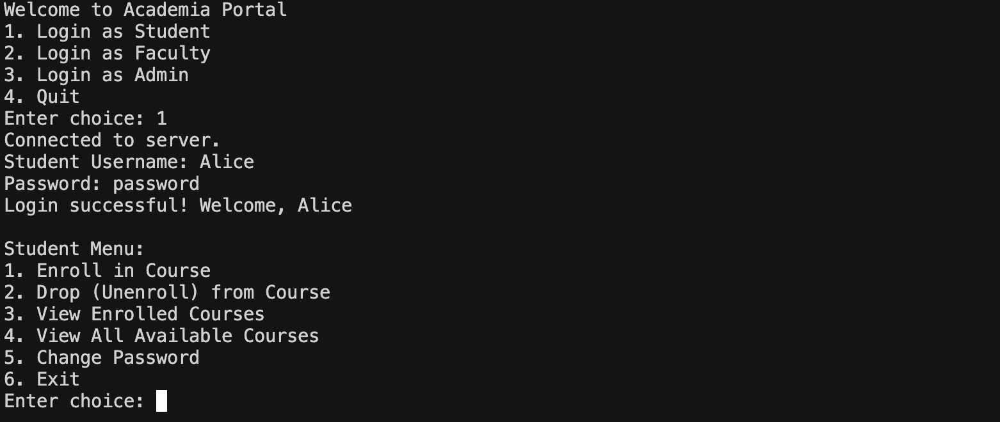 Welcome to Academia Portal
1. Login as Student
2. Login as Faculty
3. Login as Admin
4. Quit
Enter choice: 1
Connected to server.
Student Username: Alice
Password: password
Login successful! Welcome, Alice
Student Menu:
1. Enroll in Course
2. Drop (Unenroll) from Course
3. View Enrolled Courses
4. View All Available Courses
5. Change Password
6. Exit
Enter choice: